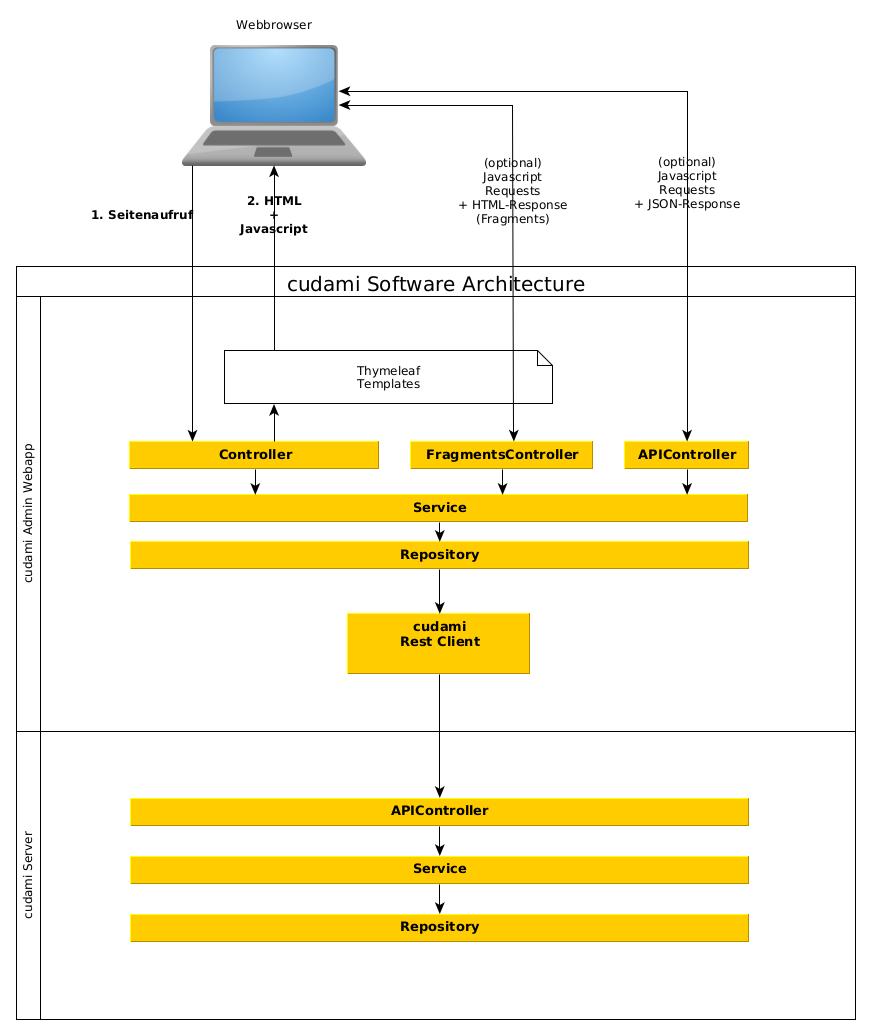 Webbrowser
1. Seitenaufruf
2. HTML
+
Javascript
(optional)
Javascript
Requests
+ HTML-Response
(Fragments)
(optional)
Javascript
Requests
+ JSON-Response
cudami Software Architecture
cudami Admin Webapp
Thymeleaf
Templates
Controller
FragmentsController
APIController
Service
Repository
cudami
Rest Client
cudami Server
APIController
Service
Repository